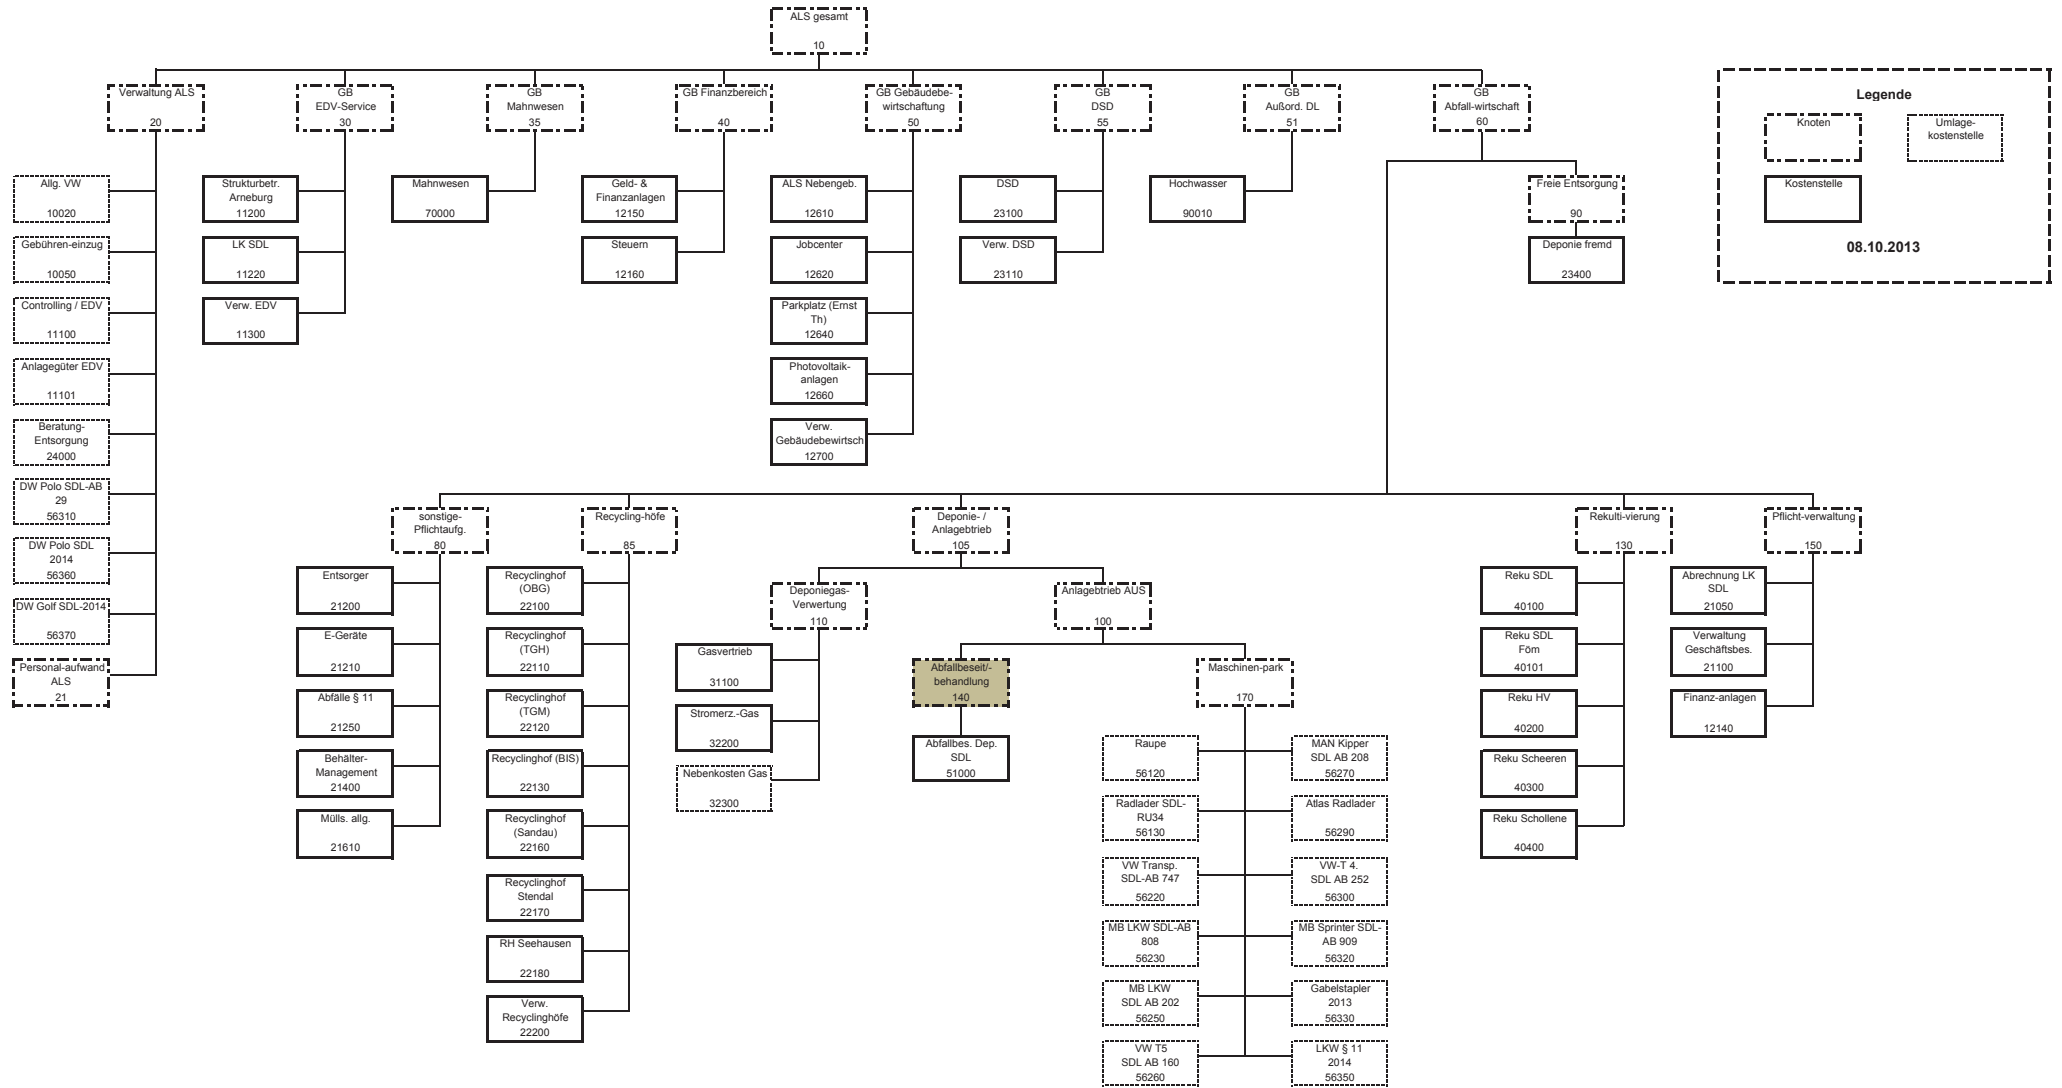 ALS gesamt
10
Verwaltung ALS
20
GB
EDV-Service
30
GB
Mahnwesen
35
GB Finanzbereich
40
GB Gebäudebe-
wirtschaftung
50
GB
DSD
55
GB
Außord. DL
51
GB
Abfall-wirtschaft
60
Legende
Knoten
Umlage-
kostenstelle
Kostenstelle
08.10.2013
Allg. VW
10020
Gebühren-einzug
10050
Controlling / EDV
11100
Anlagegüter EDV
11101
Beratung-
Entsorgung
24000
DW Polo SDL-AB
29
56310
DW Polo SDL
2014
56360
DW Golf SDL-2014
56370
Personal-aufwand
ALS
21
Strukturbetr.
Arneburg
11200
LK SDL
11220
Verw. EDV
11300
Mahnwesen
70000
Geld- &
Finanzanlagen
12150
Steuern
12160
ALS Nebengeb.
12610
Jobcenter
12620
Parkplatz (Ernst
Th)
12640
Photovoltaik-
anlagen
12660
Verw.
Gebäudebewirtsch
12700
DSD
23100
Verw. DSD
23110
Hochwasser
90010
Freie Entsorgung
90
Deponie fremd
23400
sonstige-
Pflichtaufg.
80
Recycling-höfe
85
Deponie- /
Anlagebtrieb
105
Rekulti-vierung
130
Pflicht-verwaltung
150
Entsorger
21200
E-Geräte
21210
Abfälle § 11
21250
Behälter-
Management
21400
Mülls. allg.
21610
Recyclinghof
(OBG)
22100
Recyclinghof
(TGH)
22110
Recyclinghof
(TGM)
22120
Recyclinghof (BIS)
22130
Recyclinghof
(Sandau)
22160
Recyclinghof
Stendal
22170
RH Seehausen
22180
Verw.
Recyclinghöfe
22200
Deponiegas-
Verwertung
110
Anlagebtrieb AUS
100
Gasvertrieb
31100
Stromerz.-Gas
32200
Nebenkosten Gas
32300
Abfallbeseit/-
behandlung
140
Abfallbes. Dep.
SDL
51000
Maschinen-park
170
Raupe
56120
MAN Kipper
SDL AB 208
56270
Radlader SDL-
RU34
56130
Atlas Radlader
56290
VW Transp.
SDL-AB 747
56220
VW-T 4.
SDL AB 252
56300
MB LKW SDL-AB
808
56230
MB Sprinter SDL-
AB 909
56320
MB LKW
SDL AB 202
56250
Gabelstapler
2013
56330
VW T5
SDL AB 160
56260
LKW § 11
2014
56350
Reku SDL
40100
Reku SDL
Föm
40101
Reku HV
40200
Reku Scheeren
40300
Reku Schollene
40400
Abrechnung LK
SDL
21050
Verwaltung
Geschäftsbes.
21100
Finanz-anlagen
12140